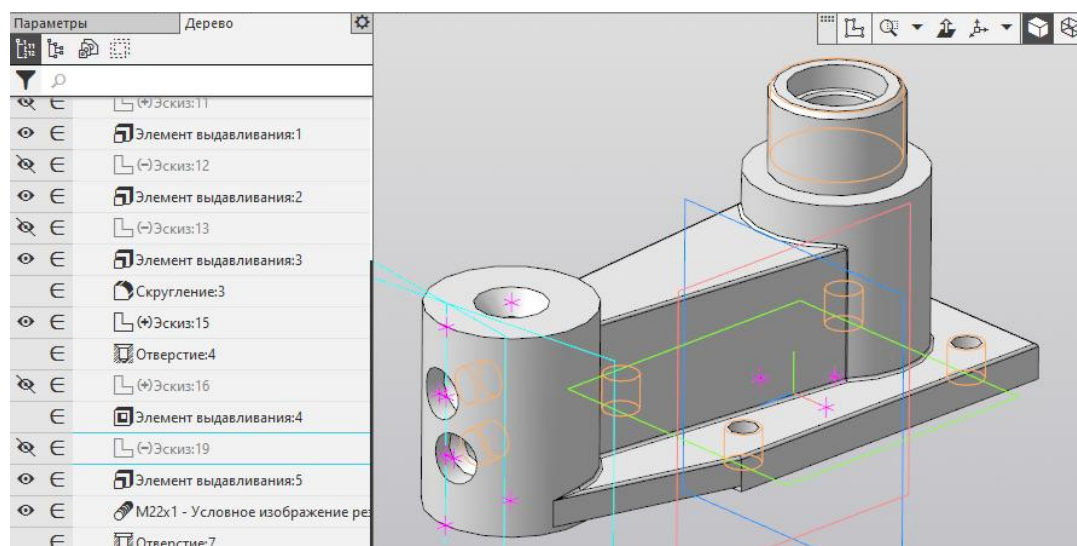 Параметры
Дерево
(+)Эскиз:11
Элемент выдавливания:1
(-)Эскиз:12
Элемент выдавливания:2
(-)Эскиз:13
Элемент выдавливания:3
Скругление:3
(+)Эскиз:15
Отверстие:4
(+)Эскиз:16
Элемент выдавливания:4
(-)Эскиз:19
Элемент выдавливания:5
M22x1 - Условное изображение рез
Отверстие:7